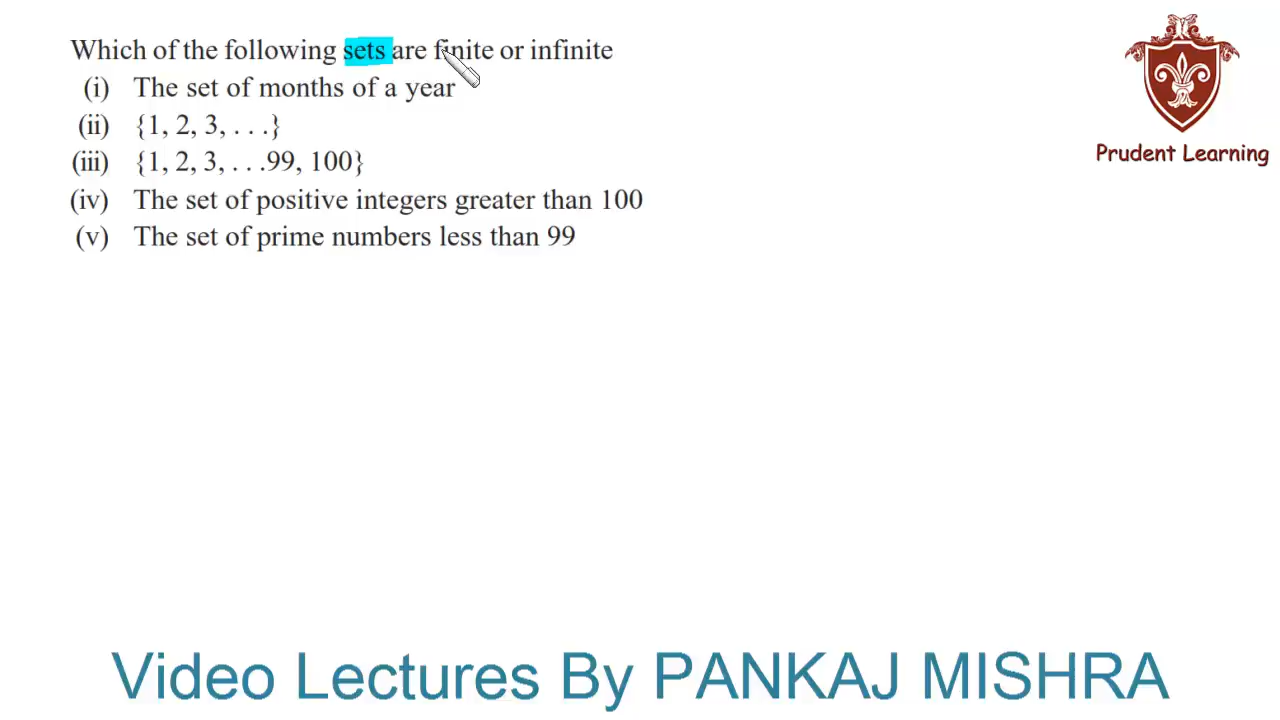 Which of the following sets are finite or infinite
(i) The set of months of a year
(ii) {1, 2, 3, . . .}
(iii) {1, 2, 3, . . .99, 100}
(iv) The set of positive integers greater than 100
(v) The set of prime numbers less than 99
Prudent Learning
Video Lectures By PANKAJ MISHRA